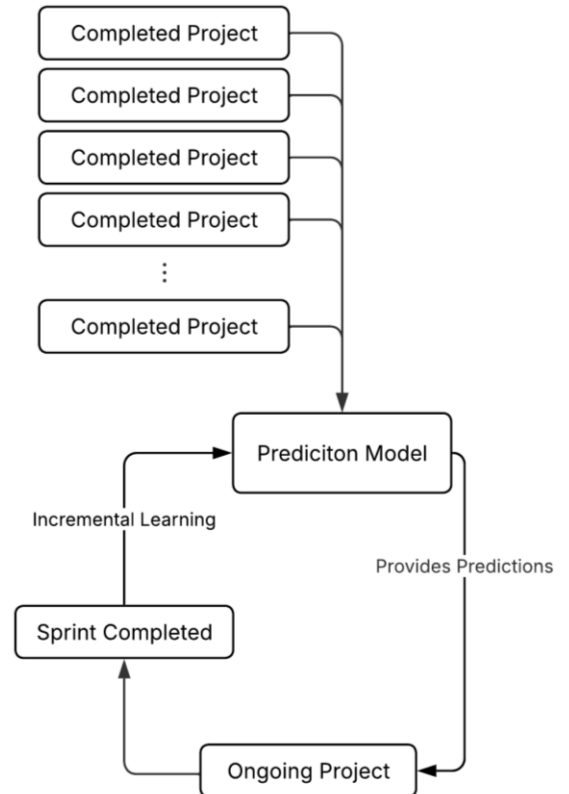 Completed Project
Completed Project
Completed Project
Completed Project
⋮
Completed Project
Prediciton Model
Incremental Learning
Provides Predictions
Sprint Completed
Ongoing Project